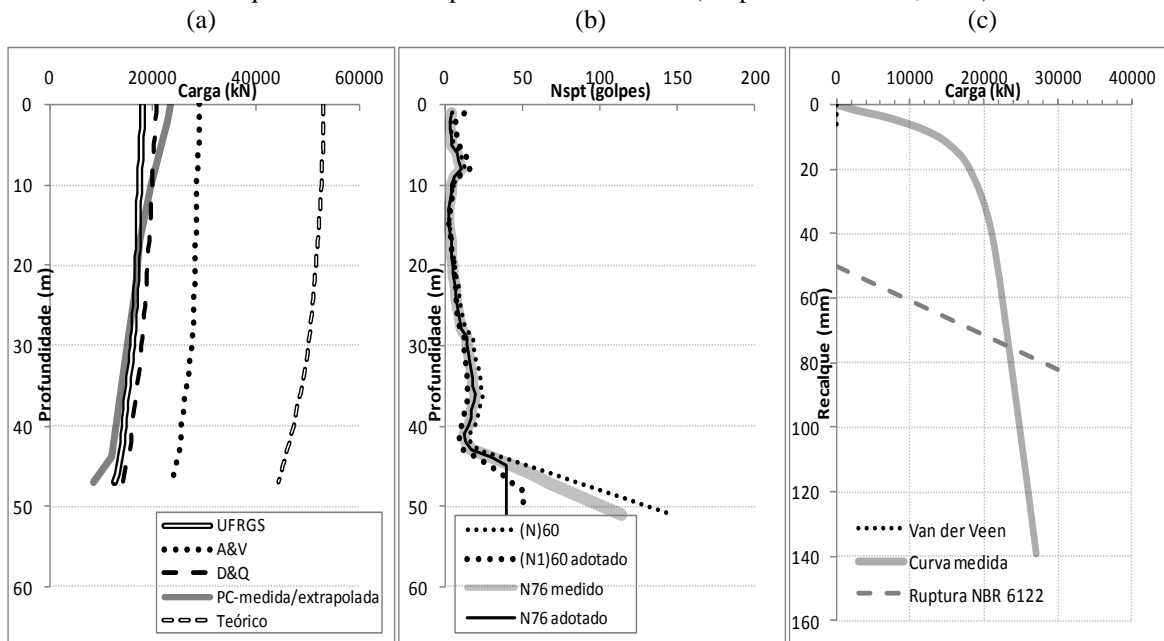 (a) (b) (c)
0 20000 40000 60000
Carga (kN)
0
10
20
30
40
50
60
Profundidade (m)
UFRGS
A&V
D&Q
PC-medida/extrapolada
Teórico
0 50 100 150 200
Nspt (golpes)
0
10
20
30
40
50
60
Profundidade (m)
(N)60
(N1)60 adotado
N76 medido
N76 adotado
0 10000 20000 30000 40000
Carga (kN)
0
20
40
60
80
100
120
140
160
Recalque (mm)
Van der Veen
Curva medida
Ruptura NBR 6122